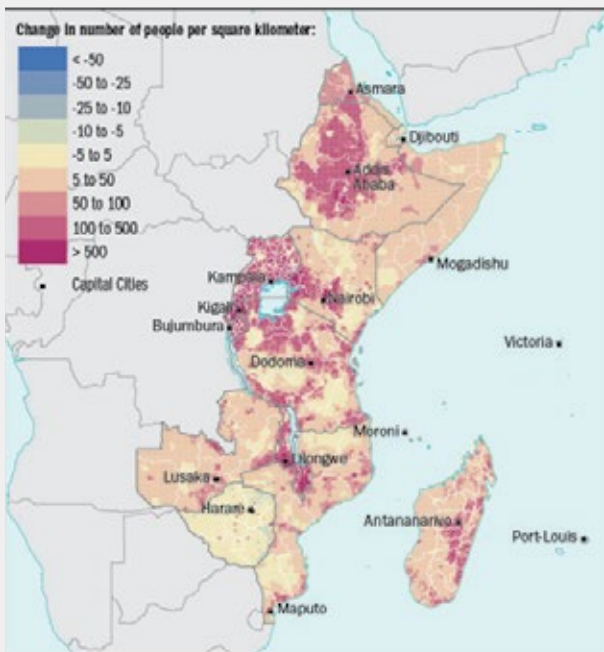 Change in number of people per square kilometer:
< -50
-50 to -25
-25 to -10
-10 to -5
-5 to 5
5 to 50
50 to 100
100 to 500
> 500
Capital Cities
Asmara
Djibouti
Addis
Ababa
Mogadishu
Kampala
Kigali
Nairobi
Bujumbura
Victoria
Dodoma
Moroni
Lilongwe
Lusaka
Harare
Antananarivo
Port-Louis
Maputo